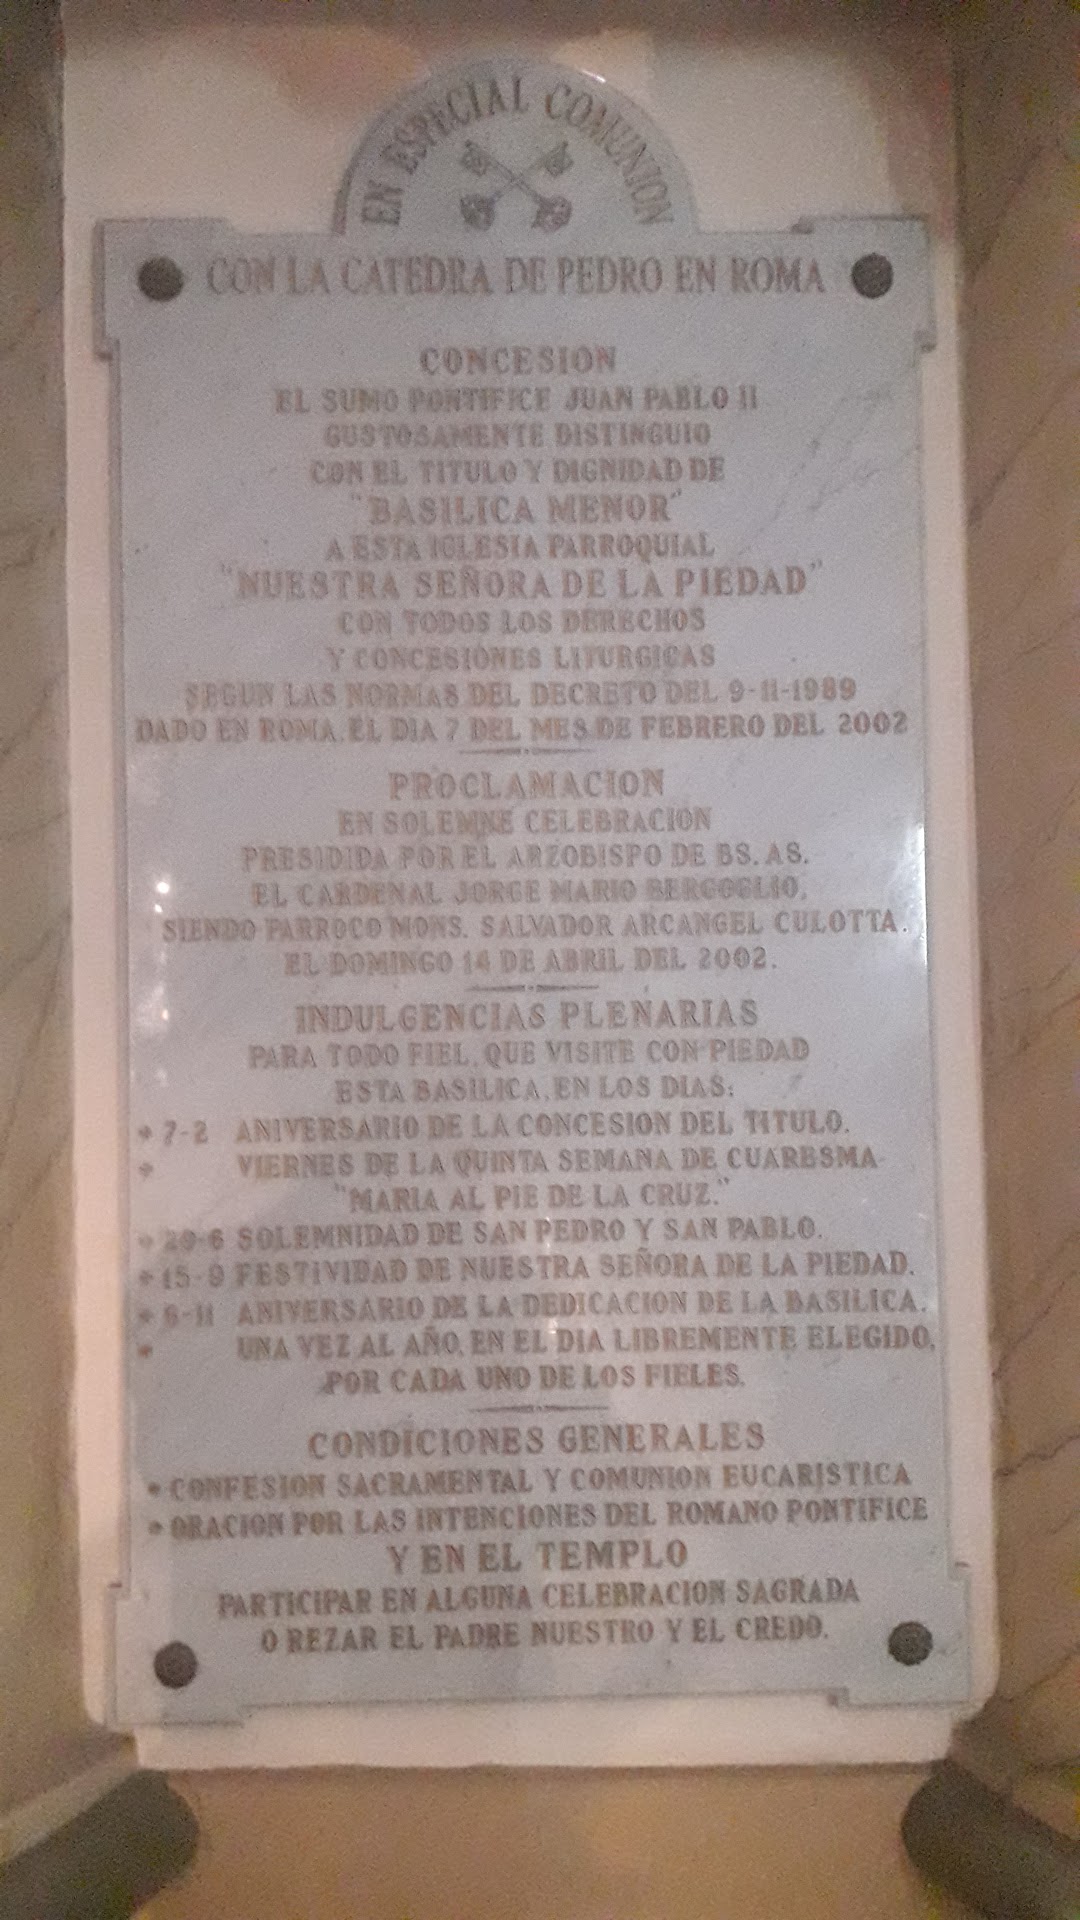 EN ESPECIAL COMUNION
CON LA CATEDRA DE PEDRO EN ROMA
CONCESION
EL SUMO PONTIFICE JUAN PABLO II
GUSTOSAMENTE DISTINGUIO
CON EL TITULO Y DIGNIDAD DE
"BASILICA MENOR"
A ESTA IGLESIA PARROQUIAL
"NUESTRA SEÑORA DE LA PIEDAD"
CON TODOS LOS DERECHOS
Y CONCESIONES LITURGICAS
SEGUN LAS NORMAS DEL DECRETO DEL 9-11-1989
DADO EN ROMA, EL DIA 7 DEL MES DE FEBRERO DEL 2002
PROCLAMACION
EN SOLEMNE CELEBRACION
PRESIDIDA POR EL ARZOBISPO DE BS. AS.
EL CARDENAL JORGE MARIO BERGOGLIO,
SIENDO PARROCO MONS. SALVADOR ARCANGEL CULOTTA.
EL DOMINGO 14 DE ABRIL DEL 2002.
INDULGENCIAS PLENARIAS
PARA TODO FIEL, QUE VISITE CON PIEDAD
ESTA BASILICA, EN LOS DIAS:
7-2 ANIVERSARIO DE LA CONCESION DEL TITULO.
VIERNES DE LA QUINTA SEMANA DE CUARESMA
"MARIA AL PIE DE LA CRUZ."
29-6 SOLEMNIDAD DE SAN PEDRO Y SAN PABLO.
15-9 FESTIVIDAD DE NUESTRA SEÑORA DE LA PIEDAD.
6-11 ANIVERSARIO DE LA DEDICACION DE LA BASILICA.
UNA VEZ AL AÑO, EN EL DIA LIBREMENTE ELEGIDO,
POR CADA UNO DE LOS FIELES.
CONDICIONES GENERALES
• CONFESION SACRAMENTAL Y COMUNION EUCARISTICA
• ORACION POR LAS INTENCIONES DEL ROMANO PONTIFICE
Y EN EL TEMPLO
PARTICIPAR EN ALGUNA CELEBRACION SAGRADA
O REZAR EL PADRE NUESTRO Y EL CREDO.